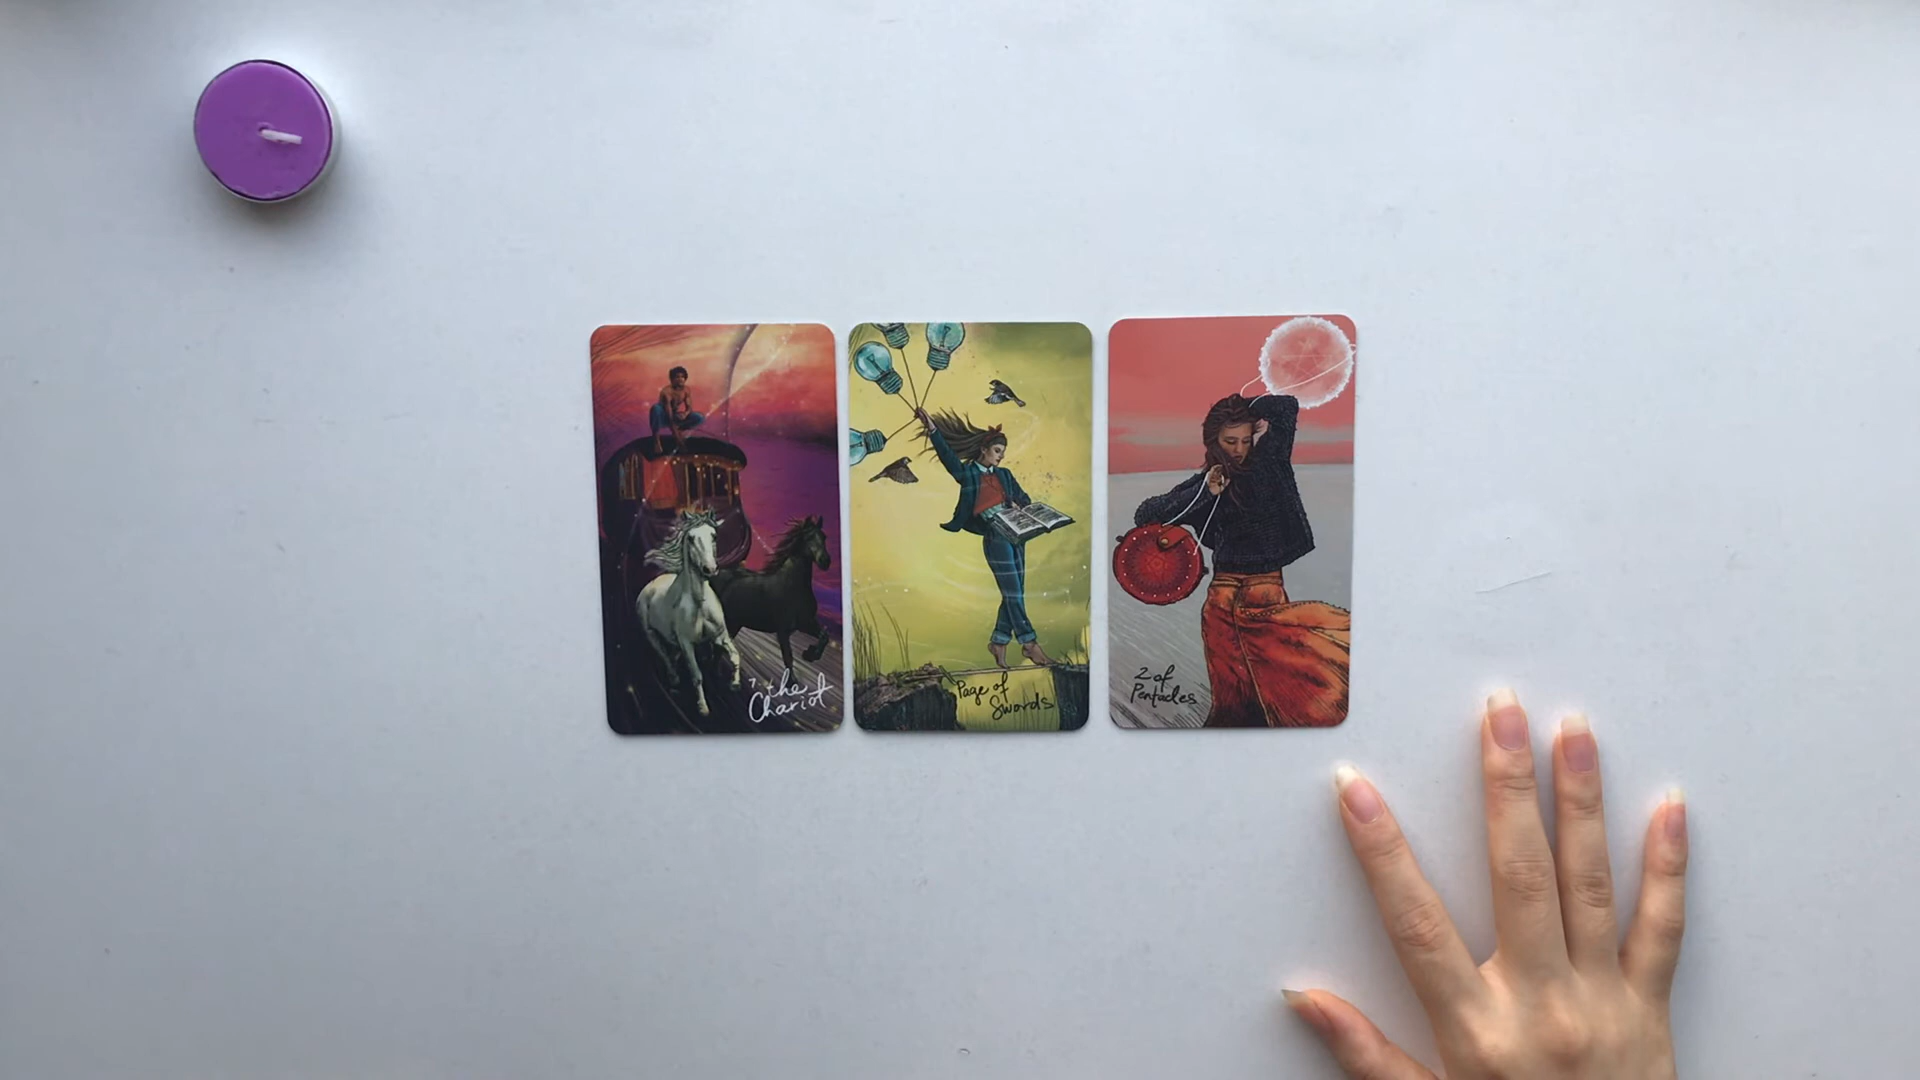 7. the
Chariot
Page of
Swords
2 of
Pentacles